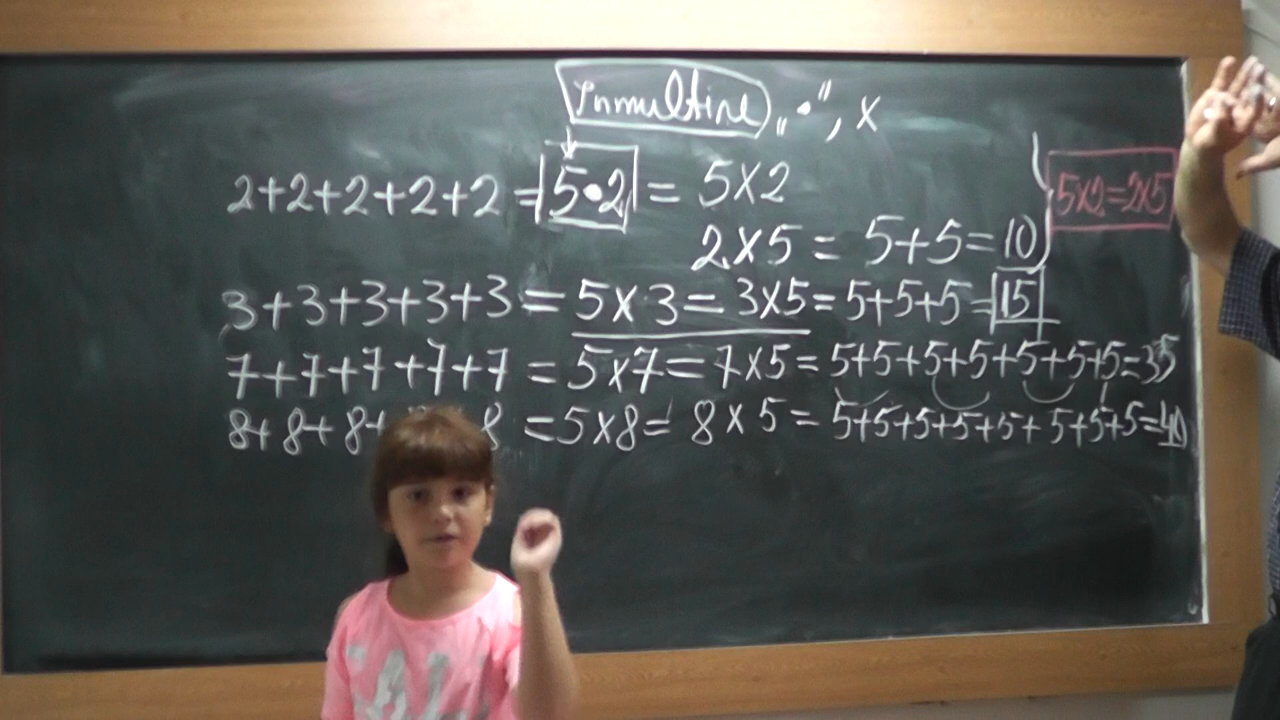 Inmultire „•”, x
2+2+2+2+2 = 5•2 = 5x2
5x2=2x5
2x5 = 5+5=10
3+3+3+3+3 = 5x3= 3x5= 5+5+5=15
7+7+7+7+7 = 5x7= 7x5= 5+5+5+5+5+5+5=35
8+8+8+ 8 =5x8= 8x5= 5+5+5+5+5+5+5+5=40